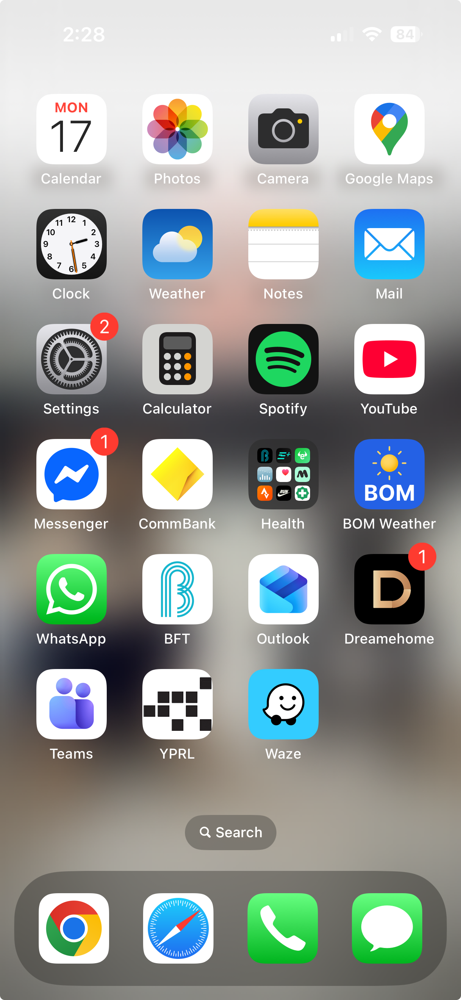 2:28
84
MON
17
Calendar
Photos
Camera
Google Maps
12
11 1
10 2
9 3
8 4
7 5
6
Clock
Weather
Notes
Mail
2
Settings
Calculator
Spotify
YouTube
1
Messenger
CommBank
e
RUN
Health
BOM
BOM Weather
WhatsApp
B
BFT
Outlook
1
D
Dreamehome
Teams
YPRL
Waze
Search